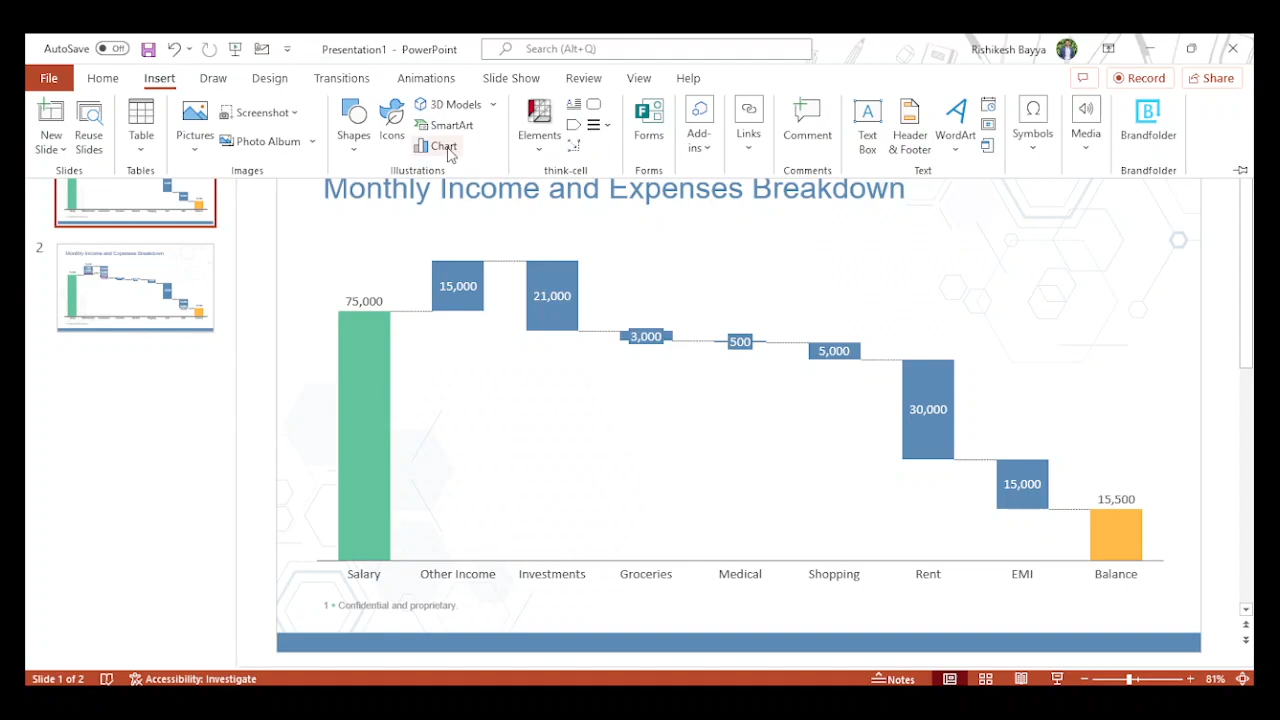 AutoSave Off Presentation1 - PowerPoint Search (Alt+Q) Rishikesh Bayya
File Home Insert Draw Design Transitions Animations Slide Show Review View Help Record Share
New Slide Reuse Slides Table Pictures Screenshot Photo Album Shapes Icons 3D Models SmartArt Chart Elements Forms Add-ins Links Comment Text Box Header & Footer WordArt Symbols Media Brandfolder
Slides Tables Images Illustrations think-cell Forms Comments Text Brandfolder
Monthly Income and Expenses Breakdown
2
Monthly Income and Expenses Breakdown
75,000
15,000
21,000
3,000
500
5,000
30,000
15,000
15,500
Salary Other Income Investments Groceries Medical Shopping Rent EMI Balance
1 • Confidential and proprietary.
Slide 1 of 2 Accessibility: Investigate Notes 81%